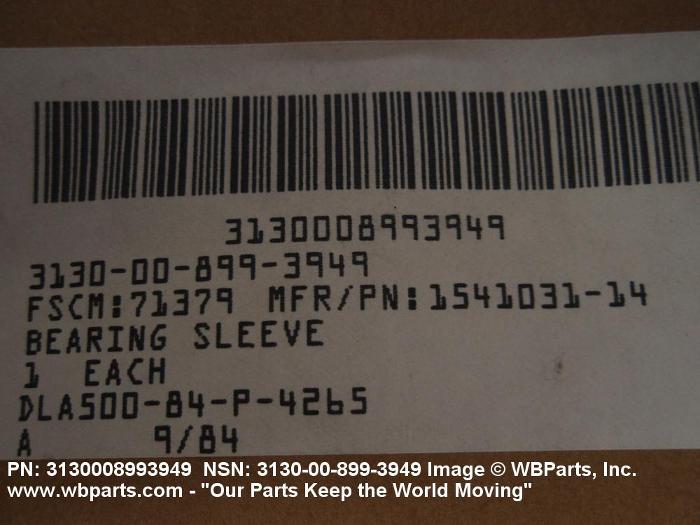 3130008993949
3130-00-899-3949
FSCM:71379 MFR/PN:1541031-14
BEARING SLEEVE
1 EACH
DLA500-84-P-4265
A 9/84
PN: 3130008993949 NSN: 3130-00-899-3949 Image © WBParts, Inc.
www.wbparts.com - "Our Parts Keep the World Moving"